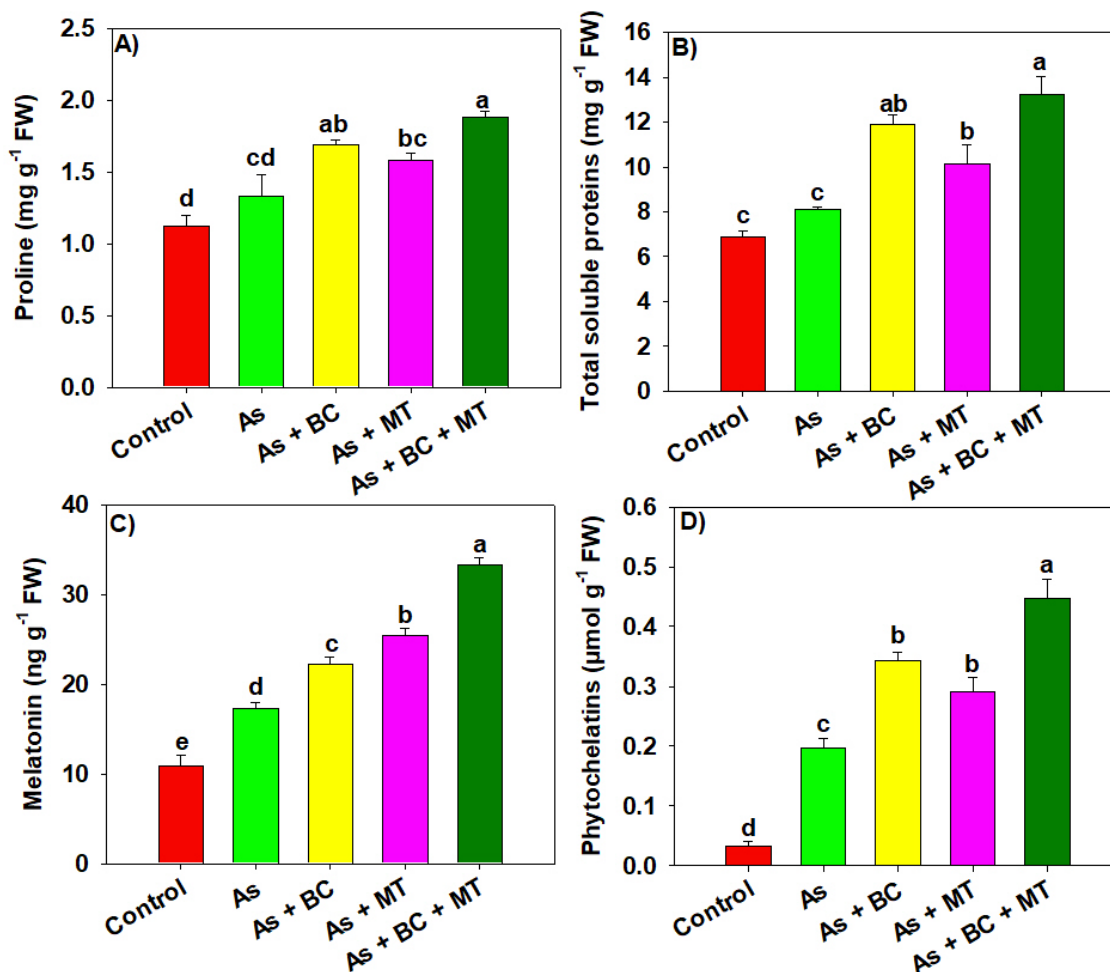 A)
Proline (mg g⁻¹ FW)
2.5
2.0
1.5
1.0
0.5
0.0
d
cd
ab
bc
a
Control
As
As + BC
As + MT
As + BC + MT
B)
Total soluble proteins (mg g⁻¹ FW)
16
14
12
10
8
6
4
2
0
c
c
ab
b
a
Control
As
As + BC
As + MT
As + BC + MT
C)
Melatonin (ng g⁻¹ FW)
40
30
20
10
0
e
d
c
b
a
Control
As
As + BC
As + MT
As + BC + MT
D)
Phytochelatins (µmol g⁻¹ FW)
0.6
0.5
0.4
0.3
0.2
0.1
0.0
d
c
b
b
a
Control
As
As + BC
As + MT
As + BC + MT